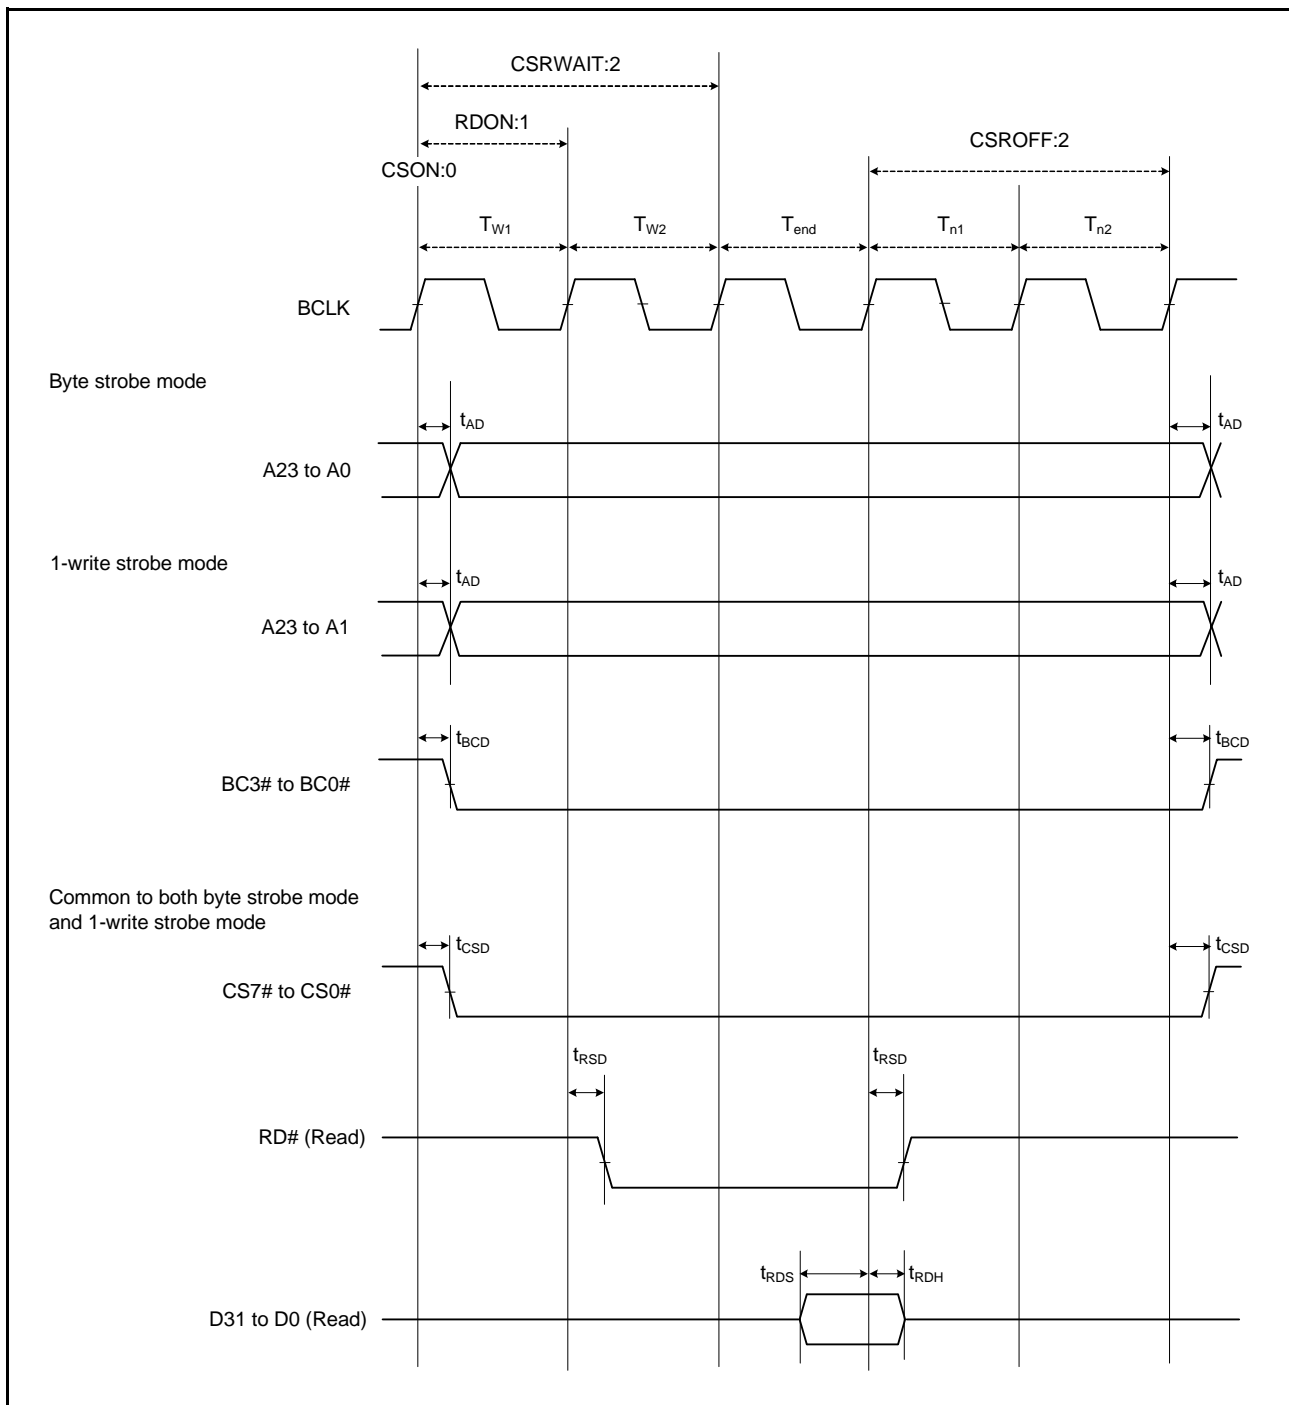 CSRWAIT:2
RDON:1
CSROFF:2
CSON:0
TW1 TW2 Tend Tn1 Tn2
BCLK
Byte strobe mode
tAD tAD
A23 to A0
1-write strobe mode
tAD tAD
A23 to A1
tBCD tBCD
BC3# to BC0#
Common to both byte strobe mode
and 1-write strobe mode
tCSD tCSD
CS7# to CS0#
tRSD tRSD
RD# (Read)
tRDS tRDH
D31 to D0 (Read)